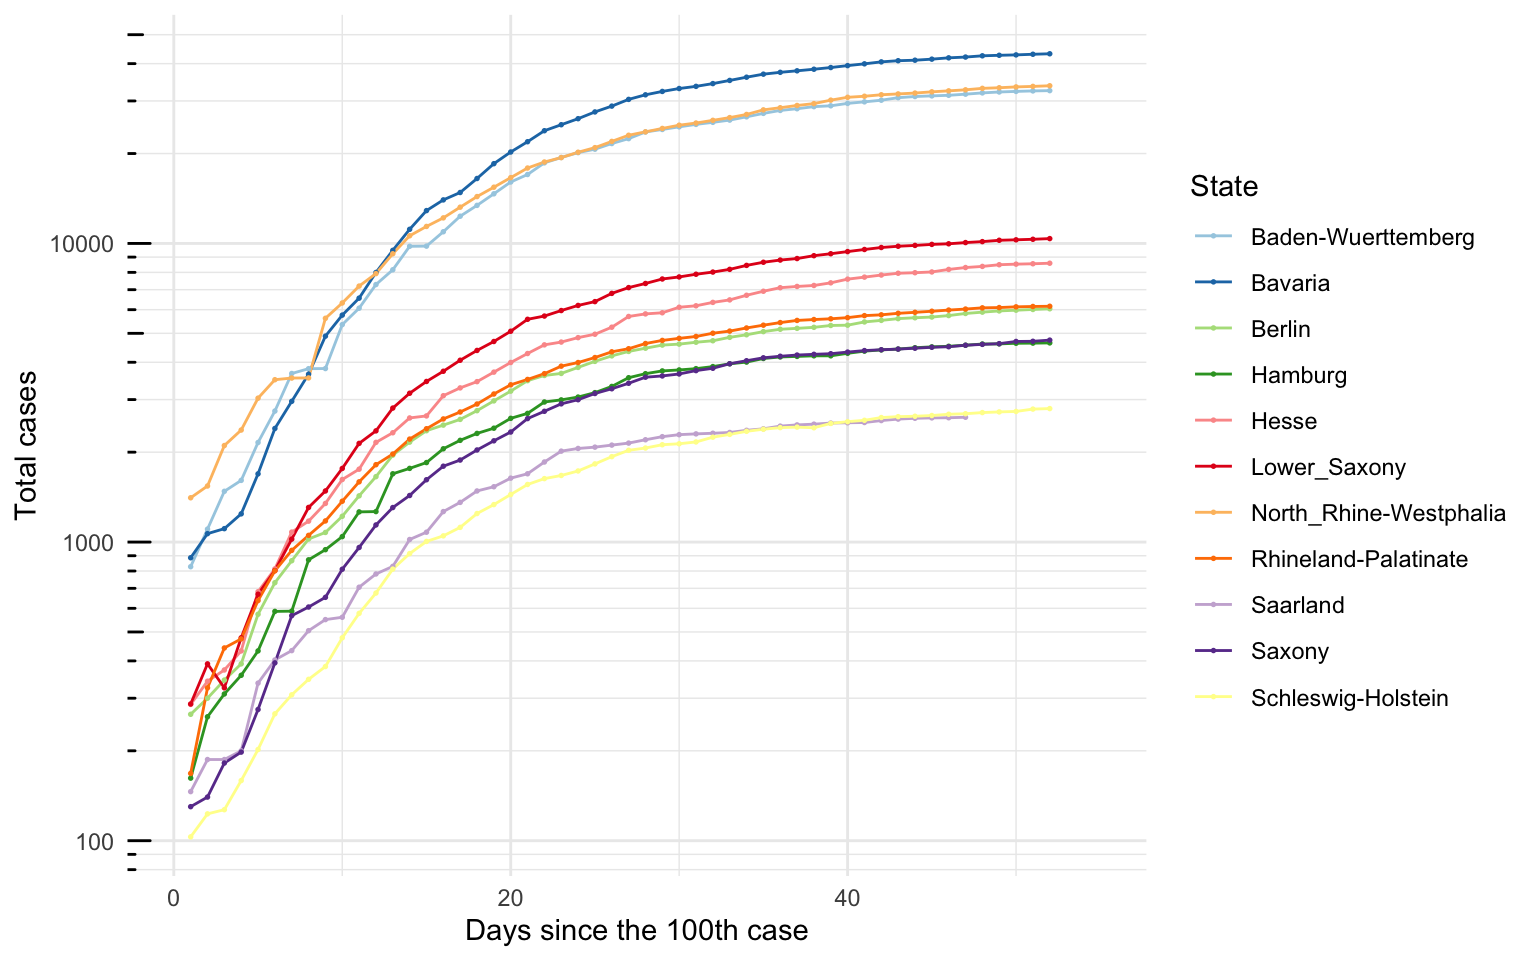 Total cases
10000
1000
100
0
20
40
Days since the 100th case
State
Baden-Wuerttemberg
Bavaria
Berlin
Hamburg
Hesse
Lower_Saxony
North_Rhine-Westphalia
Rhineland-Palatinate
Saarland
Saxony
Schleswig-Holstein